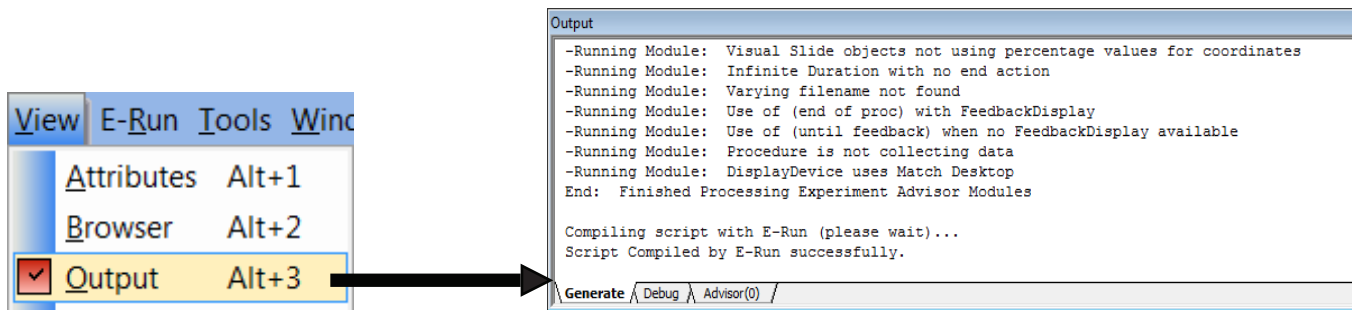 View E-Run Tools Wind
Attributes Alt+1
Browser Alt+2
Output Alt+3
Output
-Running Module: Visual Slide objects not using percentage values for coordinates
-Running Module: Infinite Duration with no end action
-Running Module: Varying filename not found
-Running Module: Use of (end of proc) with FeedbackDisplay
-Running Module: Use of (until feedback) when no FeedbackDisplay available
-Running Module: Procedure is not collecting data
-Running Module: DisplayDevice uses Match Desktop
End: Finished Processing Experiment Advisor Modules
Compiling script with E-Run (please wait)...
Script Compiled by E-Run successfully.
Generate Debug Advisor(0)